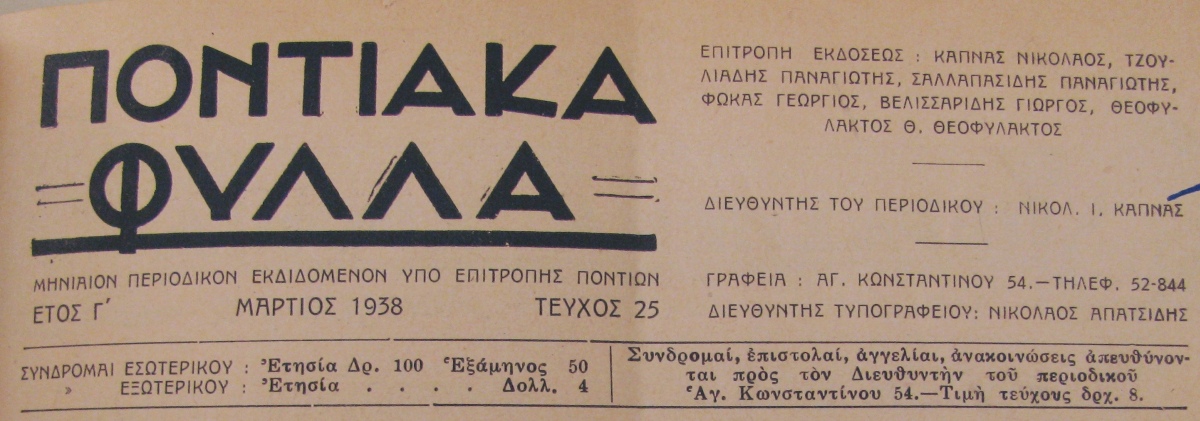 ΠΟΝΤΙΑΚΑ
ΦΥΛΛΑ
ΜΗΝΙΑΙΟΝ ΠΕΡΙΟΔΙΚΟΝ ΕΚΔΙΔΟΜΕΝΟΝ ΥΠΟ ΕΠΙΤΡΟΠΗΣ ΠΟΝΤΙΩΝ
ΕΤΟΣ Γ΄ ΜΑΡΤΙΟΣ 1938 ΤΕΥΧΟΣ 25
ΕΠΙΤΡΟΠΗ ΕΚΔΟΣΕΩΣ : ΚΑΠΝΑΣ ΝΙΚΟΛΑΟΣ, ΤΖΟΥ-
ΛΙΑΔΗΣ ΠΑΝΑΓΙΩΤΗΣ, ΣΑΛΛΑΠΑΣΙΔΗΣ ΠΑΝΑΓΙΩΤΗΣ,
ΦΩΚΑΣ ΓΕΩΡΓΙΟΣ, ΒΕΛΙΣΣΑΡΙΔΗΣ ΓΙΩΡΓΟΣ, ΘΕΟΦΥ-
ΛΑΚΤΟΣ Θ. ΘΕΟΦΥΛΑΚΤΟΣ
ΔΙΕΥΘΥΝΤΗΣ ΤΟΥ ΠΕΡΙΟΔΙΚΟΥ : ΝΙΚΟΛ. Ι. ΚΑΠΝΑΣ
ΓΡΑΦΕΙΑ : ΑΓ. ΚΩΝΣΤΑΝΤΙΝΟΥ 54.—ΤΗΛΕΦ. 52-844
ΔΙΕΥΘΥΝΤΗΣ ΤΥΠΟΓΡΑΦΕΙΟΥ: ΝΙΚΟΛΑΟΣ ΑΠΑΤΣΙΔΗΣ
ΣΥΝΔΡΟΜΑΙ ΕΣΩΤΕΡΙΚΟΥ : Ἐτησία Δρ. 100 Ἑξάμηνος 50
» ΕΞΩΤΕΡΙΚΟΥ : Ἐτησία . . . . Δολλ. 4
Συνδρομαί, ἐπιστολαί, ἀγγελίαι, ἀνακοινώσεις ἀπευθύνον-
ται πρὸς τὸν Διευθυντὴν τοῦ περιοδικοῦ
Ἁγ. Κωνσταντίνου 54.—Τιμὴ τεύχους δρχ. 8.